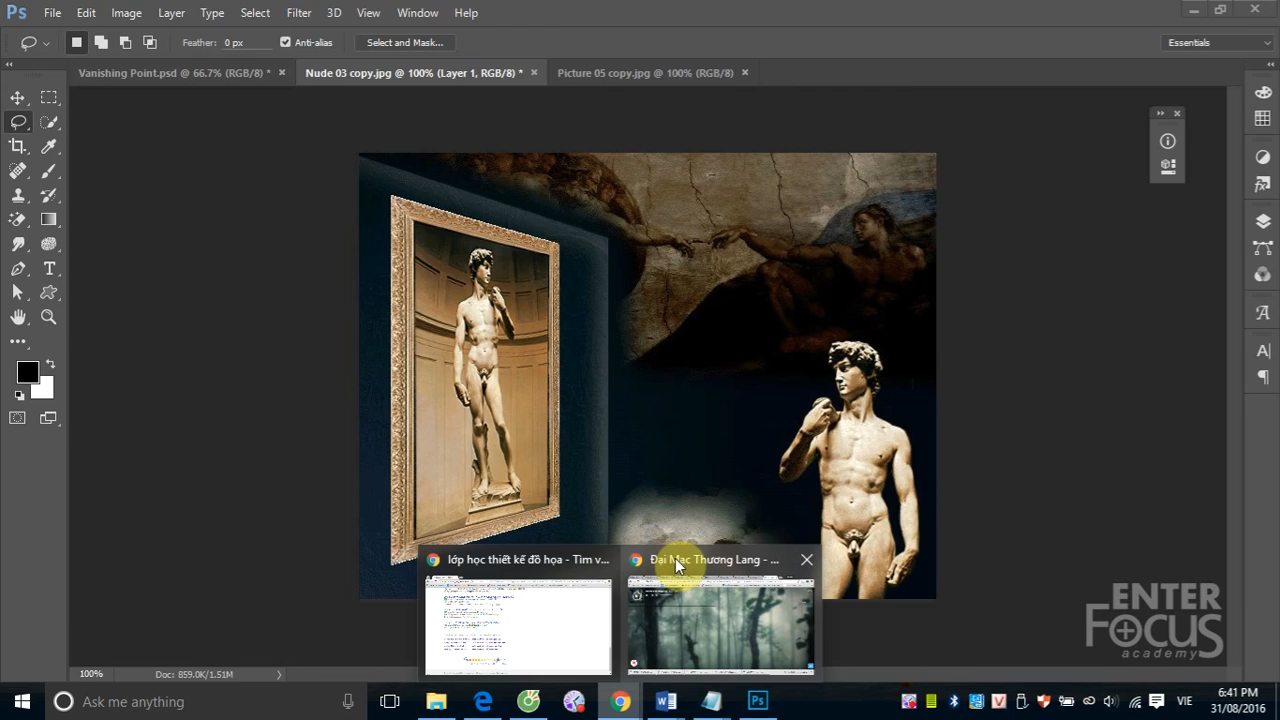 Ps File Edit Image Layer Type Select Filter 3D View Window Help
Feather: 0 px Anti-alias Select and Mask... Essentials
Vanishing Point.psd @ 66.7% (RGB/8) * Nude 03 copy.jpg @ 100% (Layer 1, RGB/8) * Picture 05 copy.jpg @ 100% (RGB/8)
lớp học thiết kế đồ họa - Tìm v... Đại Mạc Thương Lang - ...
ENTER
FOCUS
academy
100% Doc: 859.0K/1.51M
Ask me anything
VIE
6:41 PM
31/08/2016